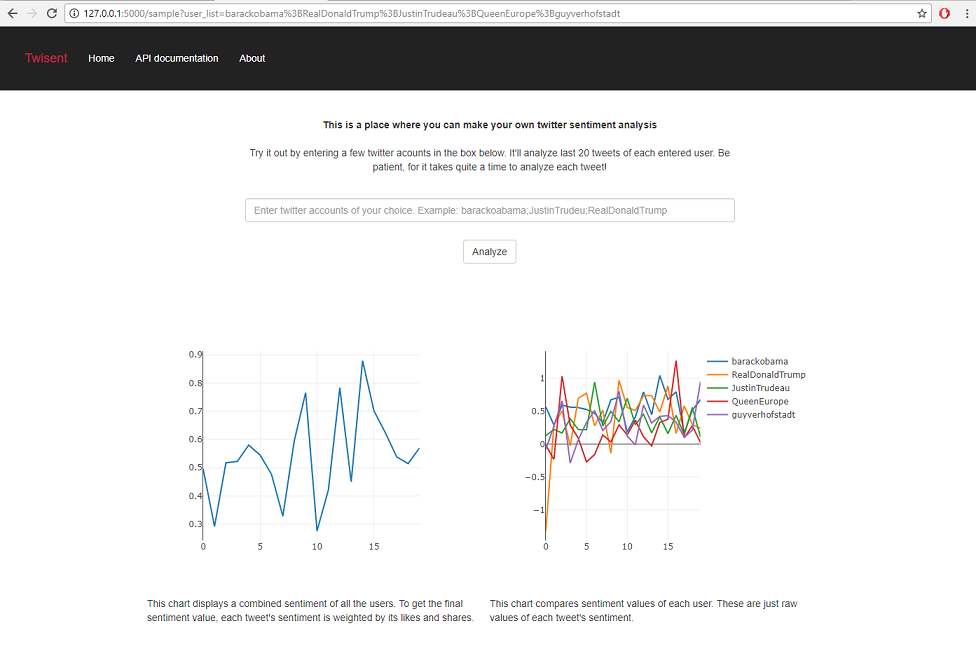 127.0.0.1:5000/sample?user_list=barackobama%3BRealDonaldTrump%3BJustinTrudeau%3BQueenEurope%3Bguyverhofstadt
Twisent Home API documentation About
This is a place where you can make your own twitter sentiment analysis
Try it out by entering a few twitter acounts in the box below. It'll analyze last 20 tweets of each entered user. Be
patient, for it takes quite a time to analyze each tweet!
Enter twitter accounts of your choice. Example: barackoabama;JustinTrudeu;RealDonaldTrump
Analyze
0.9
0.8
0.7
0.6
0.5
0.4
0.3
0 5 10 15
1
0.5
0
−0.5
−1
0 5 10 15
barackobama
RealDonaldTrump
JustinTrudeau
QueenEurope
guyverhofstadt
This chart displays a combined sentiment of all the users. To get the final
sentiment value, each tweet's sentiment is weighted by its likes and shares.
This chart compares sentiment values of each user. These are just raw
values of each tweet's sentiment.